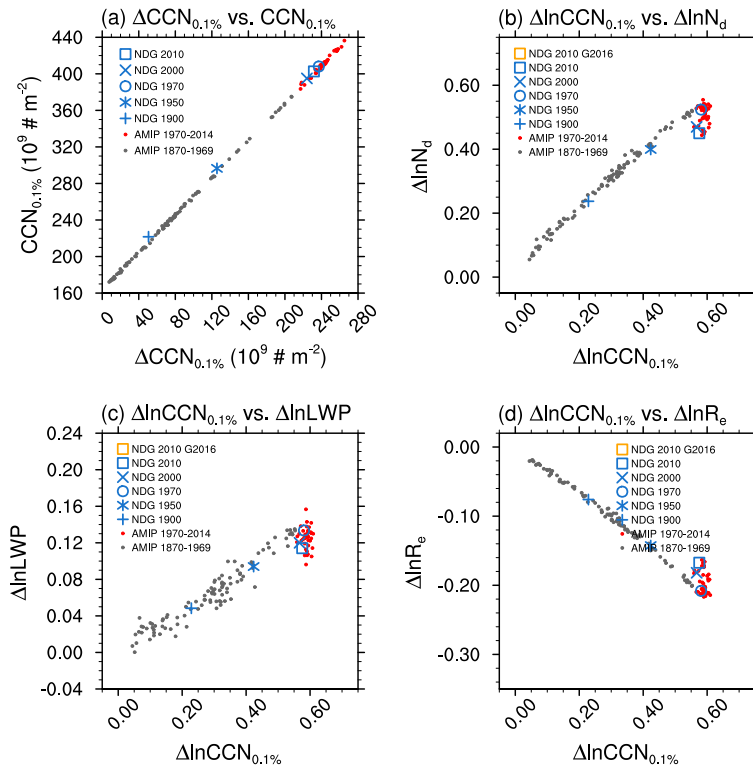 (a) ΔCCN0.1% vs. CCN0.1%
440
400
360
320
280
240
200
160
CCN0.1% (10^9 # m^-2)
NDG 2010
NDG 2000
NDG 1970
NDG 1950
NDG 1900
AMIP 1970-2014
AMIP 1870-1969
0
40
80
120
160
200
240
280
ΔCCN0.1% (10^9 # m^-2)
(b) ΔlnCCN0.1% vs. ΔlnNd
0.60
0.40
0.20
0.00
ΔlnNd
NDG 2010 G2016
NDG 2010
NDG 2000
NDG 1970
NDG 1950
NDG 1900
AMIP 1970-2014
AMIP 1870-1969
0.00
0.20
0.40
0.60
ΔlnCCN0.1%
(c) ΔlnCCN0.1% vs. ΔlnLWP
0.24
0.20
0.16
0.12
0.08
0.04
0.00
-0.04
ΔlnLWP
NDG 2010 G2016
NDG 2010
NDG 2000
NDG 1970
NDG 1950
NDG 1900
AMIP 1970-2014
AMIP 1870-1969
0.00
0.20
0.40
0.60
ΔlnCCN0.1%
(d) ΔlnCCN0.1% vs. ΔlnRe
0.00
-0.10
-0.20
-0.30
ΔlnRe
NDG 2010 G2016
NDG 2010
NDG 2000
NDG 1970
NDG 1950
NDG 1900
AMIP 1970-2014
AMIP 1870-1969
0.00
0.20
0.40
0.60
ΔlnCCN0.1%